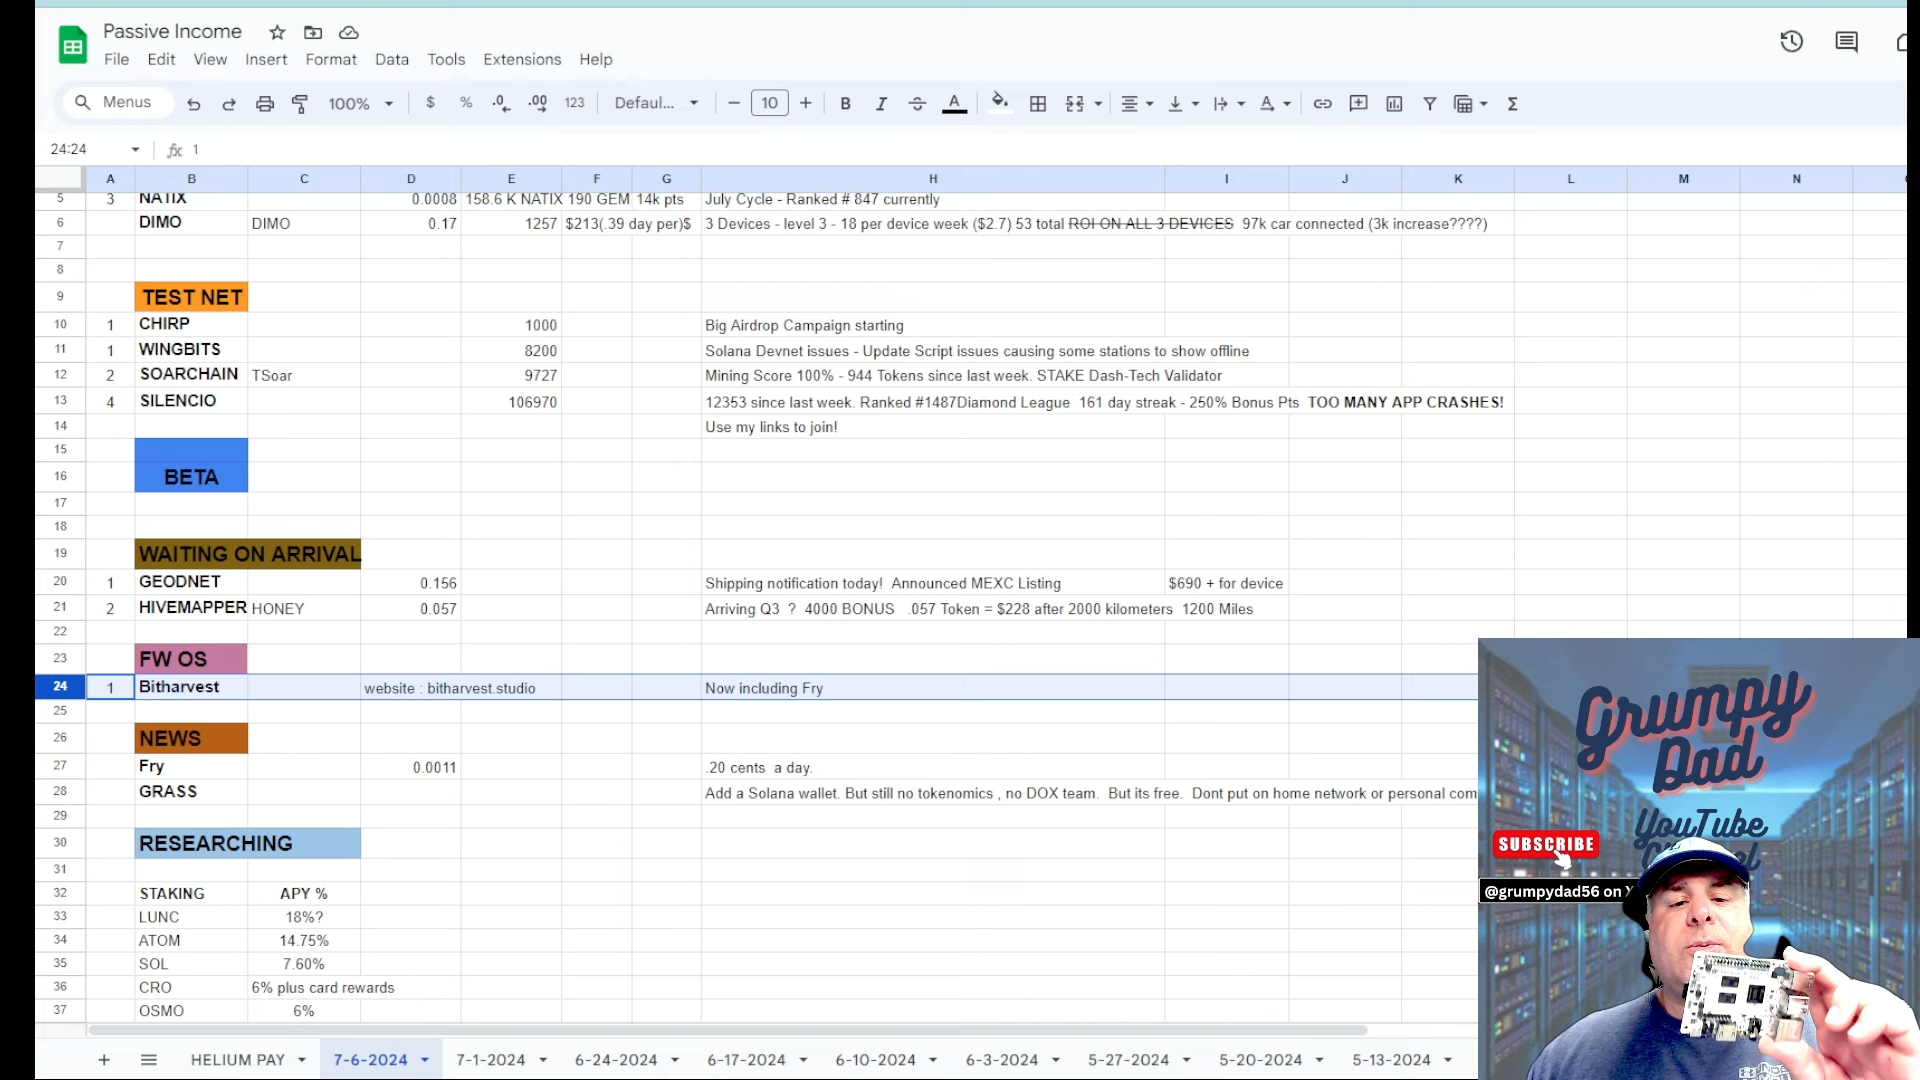 Passive Income
File Edit View Insert Format Data Tools Extensions Help
Menus 100% $ % .0 .00 123 Defaul... 10 B I A
24:24 fx 1
A B C D E F G H I J K L M N
5 3 NATIX 0.0008 158.6 K NATIX 190 GEM 14k pts July Cycle - Ranked # 847 currently
6 DIMO DIMO 0.17 1257 $213(.39 day per)$ 3 Devices - level 3 - 18 per device week ($2.7) 53 total ROI ON ALL 3 DEVICES 97k car connected (3k increase????)
7
8
9 TEST NET
10 1 CHIRP 1000 Big Airdrop Campaign starting
11 1 WINGBITS 8200 Solana Devnet issues - Update Script issues causing some stations to show offline
12 2 SOARCHAIN TSoar 9727 Mining Score 100% - 944 Tokens since last week. STAKE Dash-Tech Validator
13 4 SILENCIO 106970 12353 since last week. Ranked #1487Diamond League 161 day streak - 250% Bonus Pts TOO MANY APP CRASHES!
14 Use my links to join!
15
16 BETA
17
18
19 WAITING ON ARRIVAL
20 1 GEODNET 0.156 Shipping notification today! Announced MEXC Listing $690 + for device
21 2 HIVEMAPPER HONEY 0.057 Arriving Q3 ? 4000 BONUS .057 Token = $228 after 2000 kilometers 1200 Miles
22
23 FW OS
24 1 Bitharvest website : bitharvest.studio Now including Fry
25
26 NEWS
27 Fry 0.0011 .20 cents a day.
28 GRASS Add a Solana wallet. But still no tokenomics , no DOX team. But its free. Dont put on home network or personal com
29
30 RESEARCHING
31
32 STAKING APY %
33 LUNC 18%?
34 ATOM 14.75%
35 SOL 7.60%
36 CRO 6% plus card rewards
37 OSMO 6%
HELIUM PAY 7-6-2024 7-1-2024 6-24-2024 6-17-2024 6-10-2024 6-3-2024 5-27-2024 5-20-2024 5-13-2024
Grumpy
Dad
YouTube
SUBSCRIBE
@grumpydad56 on X